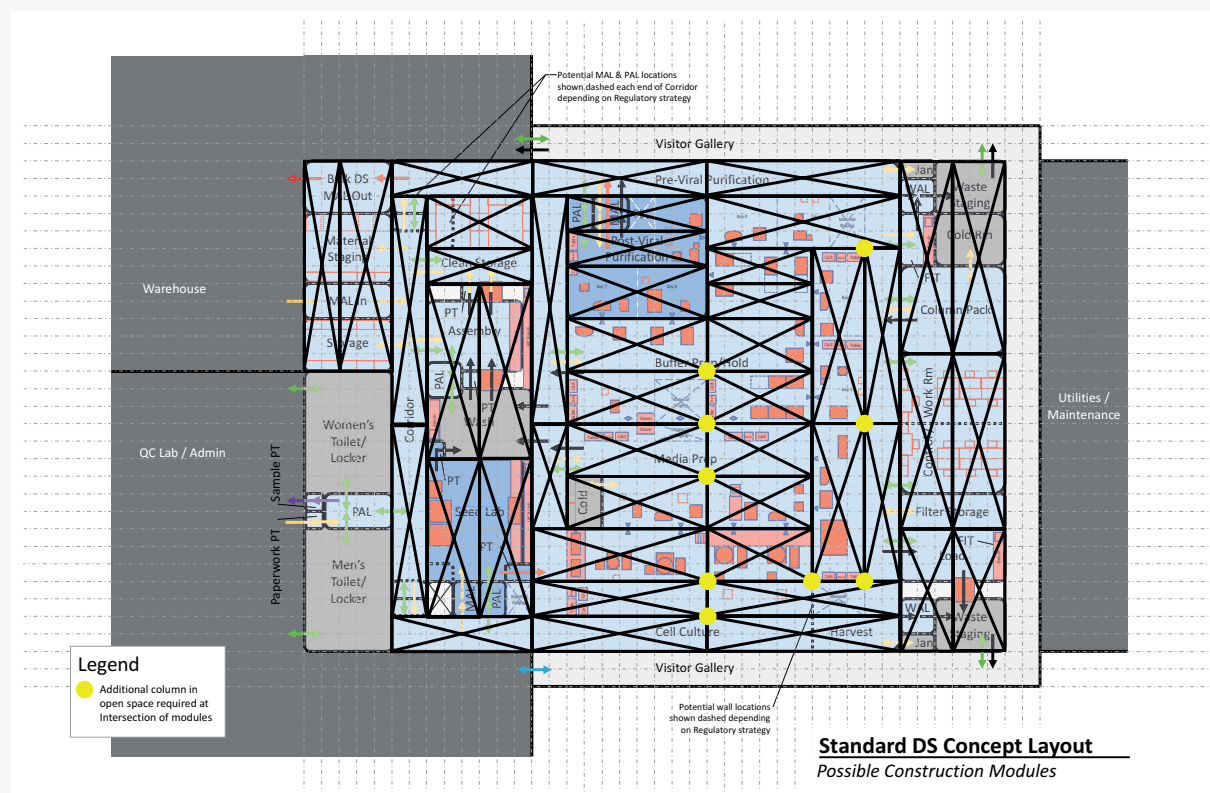 Potential MAL & PAL locations
shown dashed each end of Corridor
depending on Regulatory strategy
Visitor Gallery
Bulk DS
MAL Out
Pre-Viral Purification
Jan
WAL
Waste
Staging
PAL
MAL
Material
Staging
Post-Viral
Purification
Cold Rm
Clean Storage
Warehouse
MAL In
PT
PIT
Column Pack
Assembly
Storage
Buffer Prep/Hold
PAL
Corridor
Women's
Toilet/
Locker
PT
Wash
Control / Work Rm
Utilities /
Maintenance
QC Lab / Admin
Media Prep
Sample PT
PT
Cold
PAL
Seed Lab
Filter Storage
Paperwork PT
PT
Men's
Toilet/
Locker
MAL
PAL
WAL
Waste
Staging
Cell Culture
Harvest
Jan
Visitor Gallery
Legend
Additional column in
open space required at
Intersection of modules
Potential wall locations
shown dashed depending
on Regulatory strategy
Standard DS Concept Layout
Possible Construction Modules